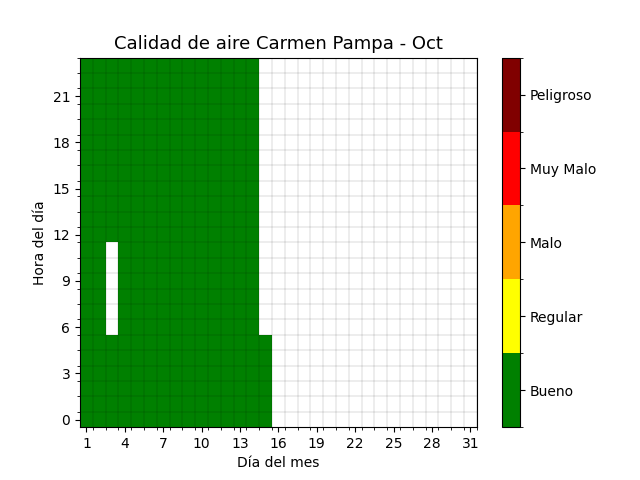 Calidad de aire Carmen Pampa - Oct
Hora del día
21
18
15
12
9
6
3
0
1 4 7 10 13 16 19 22 25 28 31
Día del mes
Peligroso
Muy Malo
Malo
Regular
Bueno